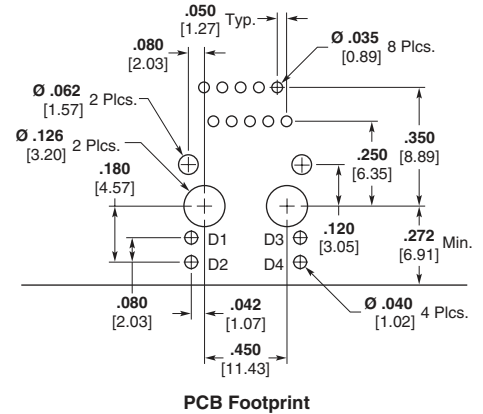 .050
[1.27]
Typ.
Ø .035
[0.89]
8 Plcs.
.080
[2.03]
Ø .062
[1.57]
2 Plcs.
Ø .126
[3.20]
2 Plcs.
.350
[8.89]
.250
[6.35]
.180
[4.57]
.120
[3.05]
.272
[6.91]
Min.
D1
D3
D2
D4
.080
[2.03]
.042
[1.07]
Ø .040
[1.02]
4 Plcs.
.450
[11.43]
PCB Footprint